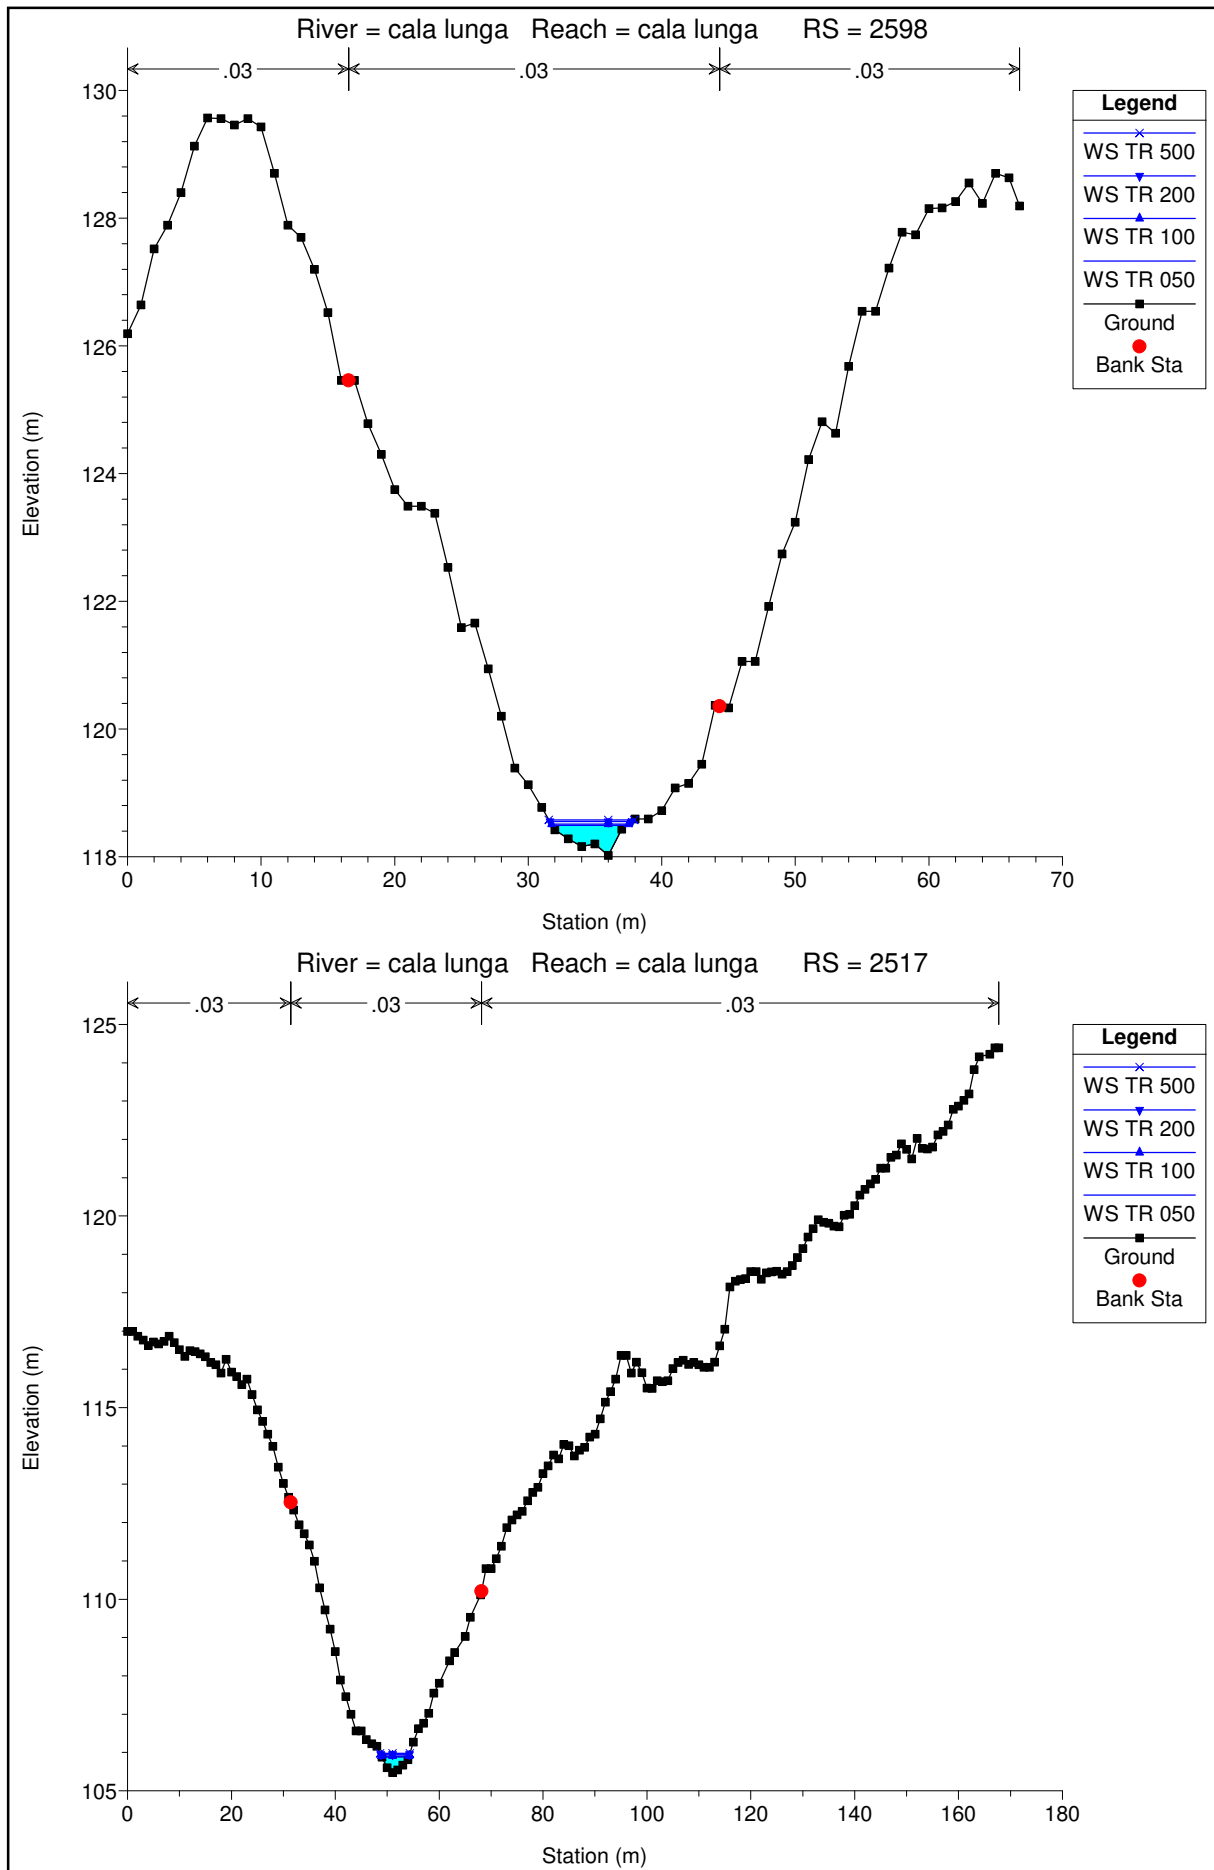 River = cala lunga Reach = cala lunga RS = 2598
.03 .03 .03
130
128
126
124
122
120
118
Elevation (m)
0 10 20 30 40 50 60 70
Station (m)
Legend
WS TR 500
WS TR 200
WS TR 100
WS TR 050
Ground
Bank Sta
River = cala lunga Reach = cala lunga RS = 2517
.03 .03 .03
125
120
115
110
105
Elevation (m)
0 20 40 60 80 100 120 140 160 180
Station (m)
Legend
WS TR 500
WS TR 200
WS TR 100
WS TR 050
Ground
Bank Sta